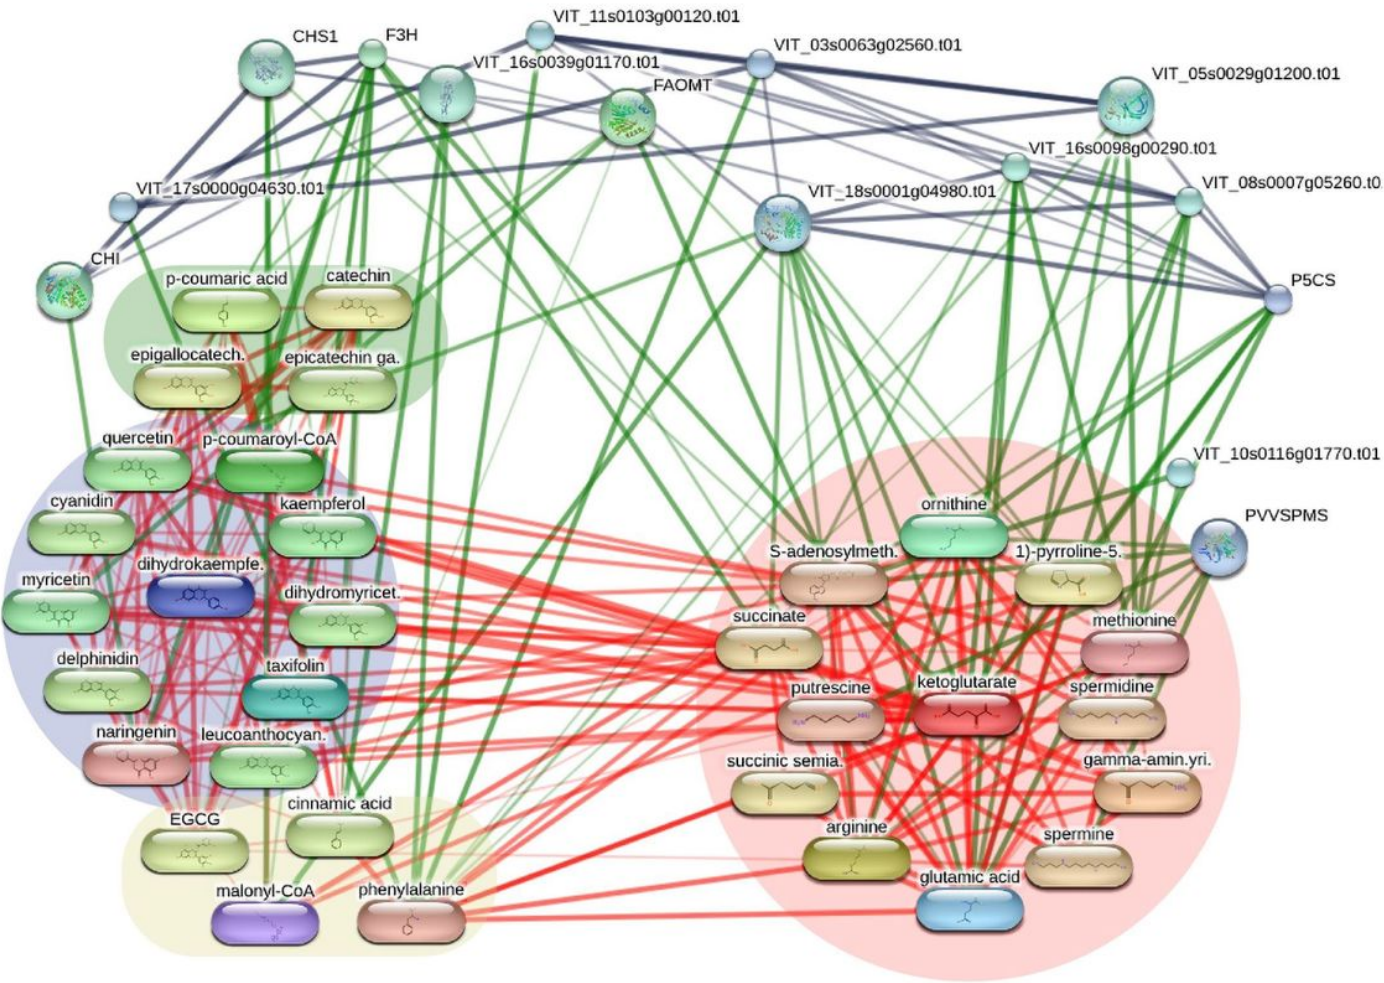 VIT_11s0103g00120.t01
CHS1
F3H
VIT_03s0063g02560.t01
VIT_16s0039g01170.t01
VIT_05s0029g01200.t01
FAOMT
VIT_16s0098g00290.t01
VIT_17s0000g04630.t01
VIT_18s0001g04980.t01
VIT_08s0007g05260.t0
CHI
p-coumaric acid
catechin
P5CS
epigallocatech.
epicatechin ga.
quercetin
p-coumaroyl-CoA
VIT_10s0116g01770.t01
cyanidin
kaempferol
ornithine
PVVSPMS
S-adenosylmeth.
1)-pyrroline-5.
dihydrokaempfe.
myricetin
dihydromyricet.
succinate
methionine
delphinidin
taxifolin
putrescine
ketoglutarate
spermidine
naringenin
leucoanthocyan.
succinic semia.
gamma-amin.yri.
cinnamic acid
EGCG
arginine
spermine
malonyl-CoA
phenylalanine
glutamic acid